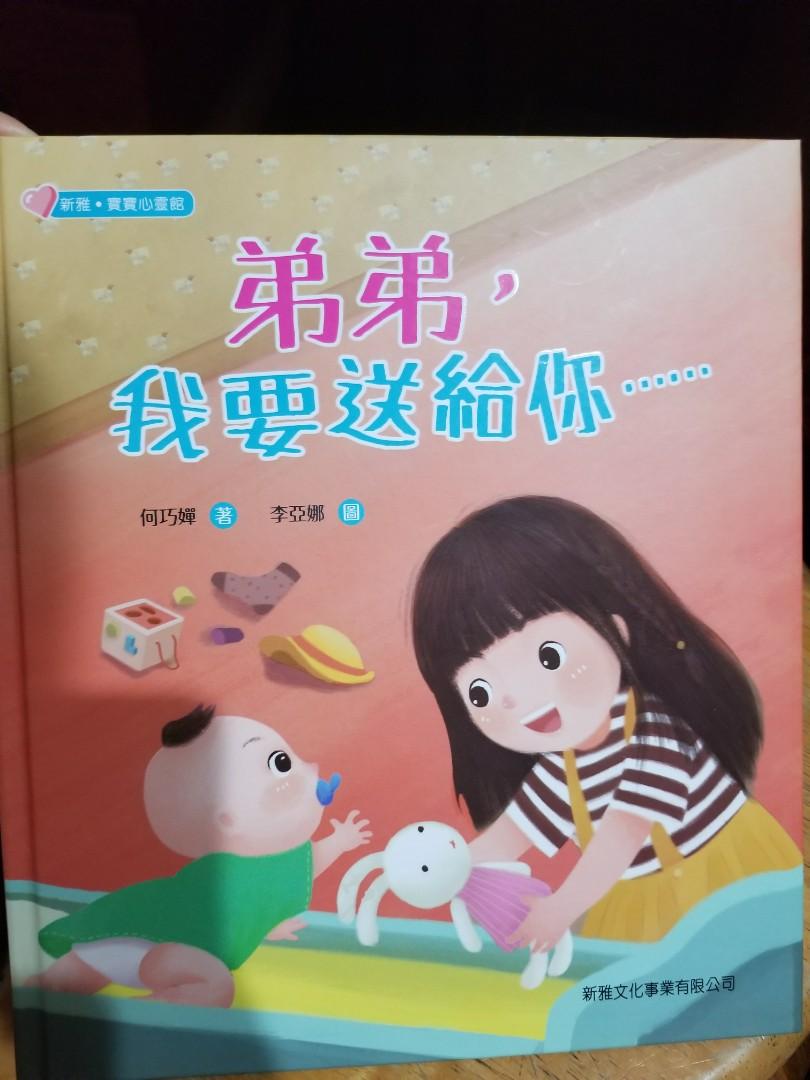 新雅•寶寶心靈館
弟弟，
我要送給你……
何巧嬋 著 李亞娜 圖
新雅文化事業有限公司